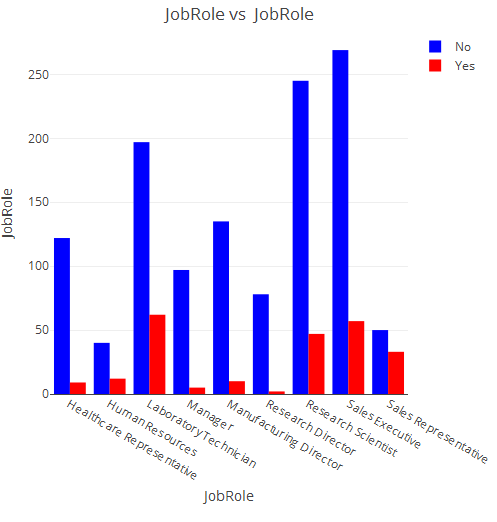 JobRole vs JobRole
No
Yes
JobRole
250
200
150
100
50
0
Healthcare Representative
Human Resources
Laboratory Technician
Manager
Manufacturing Director
Research Director
Research Scientist
Sales Executive
Sales Representative
JobRole